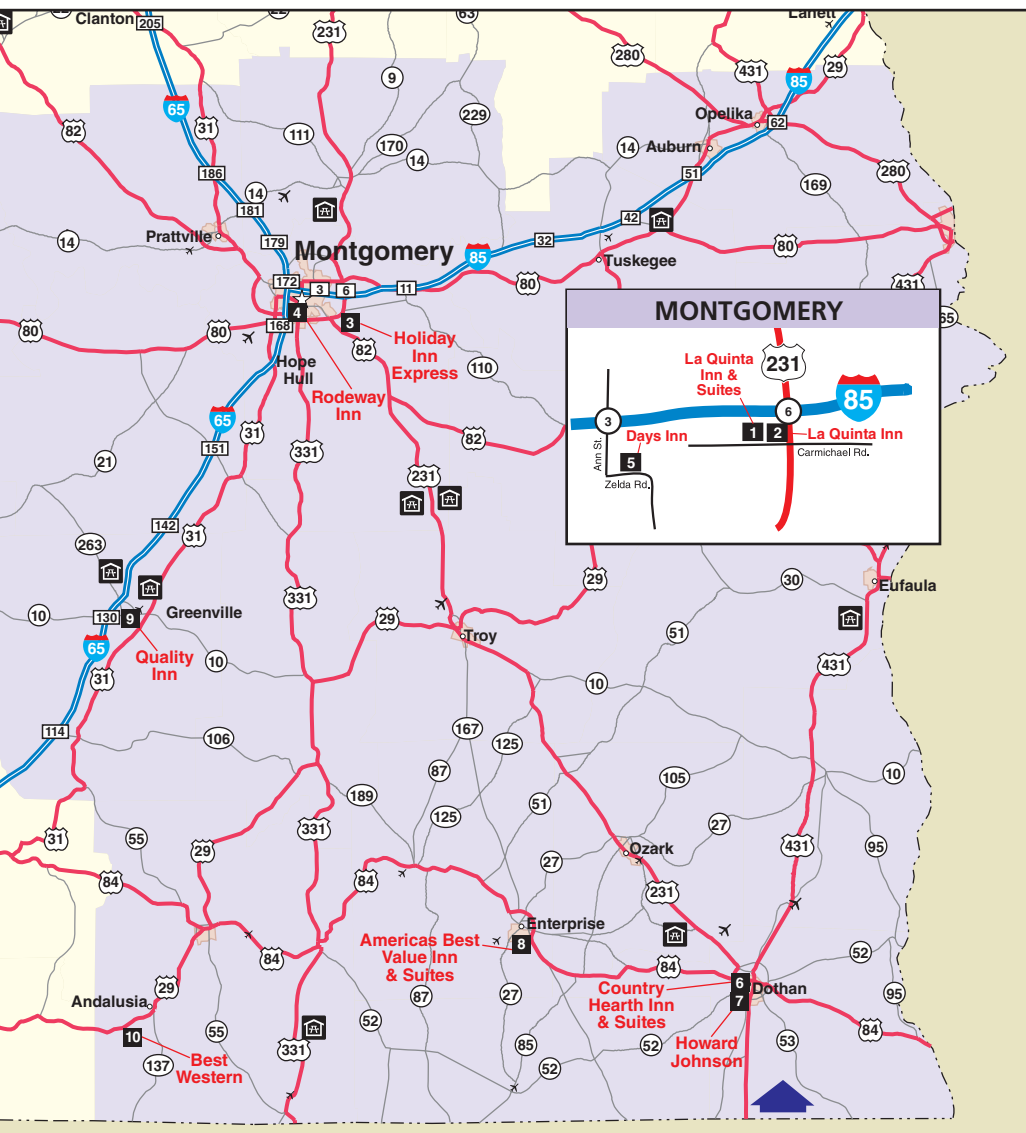 Clanton
205
22
231
22
63
Lanett
280
431
85
29
9
65
31
82
111
229
170
14
Opelika
62
14
Auburn
186
51
280
169
14
181
42
Prattville
14
179
Montgomery
85
32
80
Tuskegee
172
3
6
11
80
431
80
80
168
4
3
Holiday
Inn
Express
82
Hope
Hull
110
Rodeway
Inn
65
31
151
331
82
21
231
142
31
263
331
29
30
Eufaula
10
130
9
Greenville
29
Troy
51
65
Quality
Inn
10
431
31
10
114
106
167
125
87
105
10
189
51
125
27
31
55
29
331
Ozark
27
431
95
84
84
231
Enterprise
Americas Best
Value Inn
& Suites
8
84
84
52
29
87
27
Country
Hearth Inn
& Suites
6
7
Dothan
95
Andalusia
52
84
10
55
331
85
52
Howard
Johnson
53
Best
Western
137
52
MONTGOMERY
La Quinta
Inn &
Suites
231
85
3
6
Days Inn
1
2
La Quinta Inn
Ann St.
5
Carmichael Rd.
Zelda Rd.